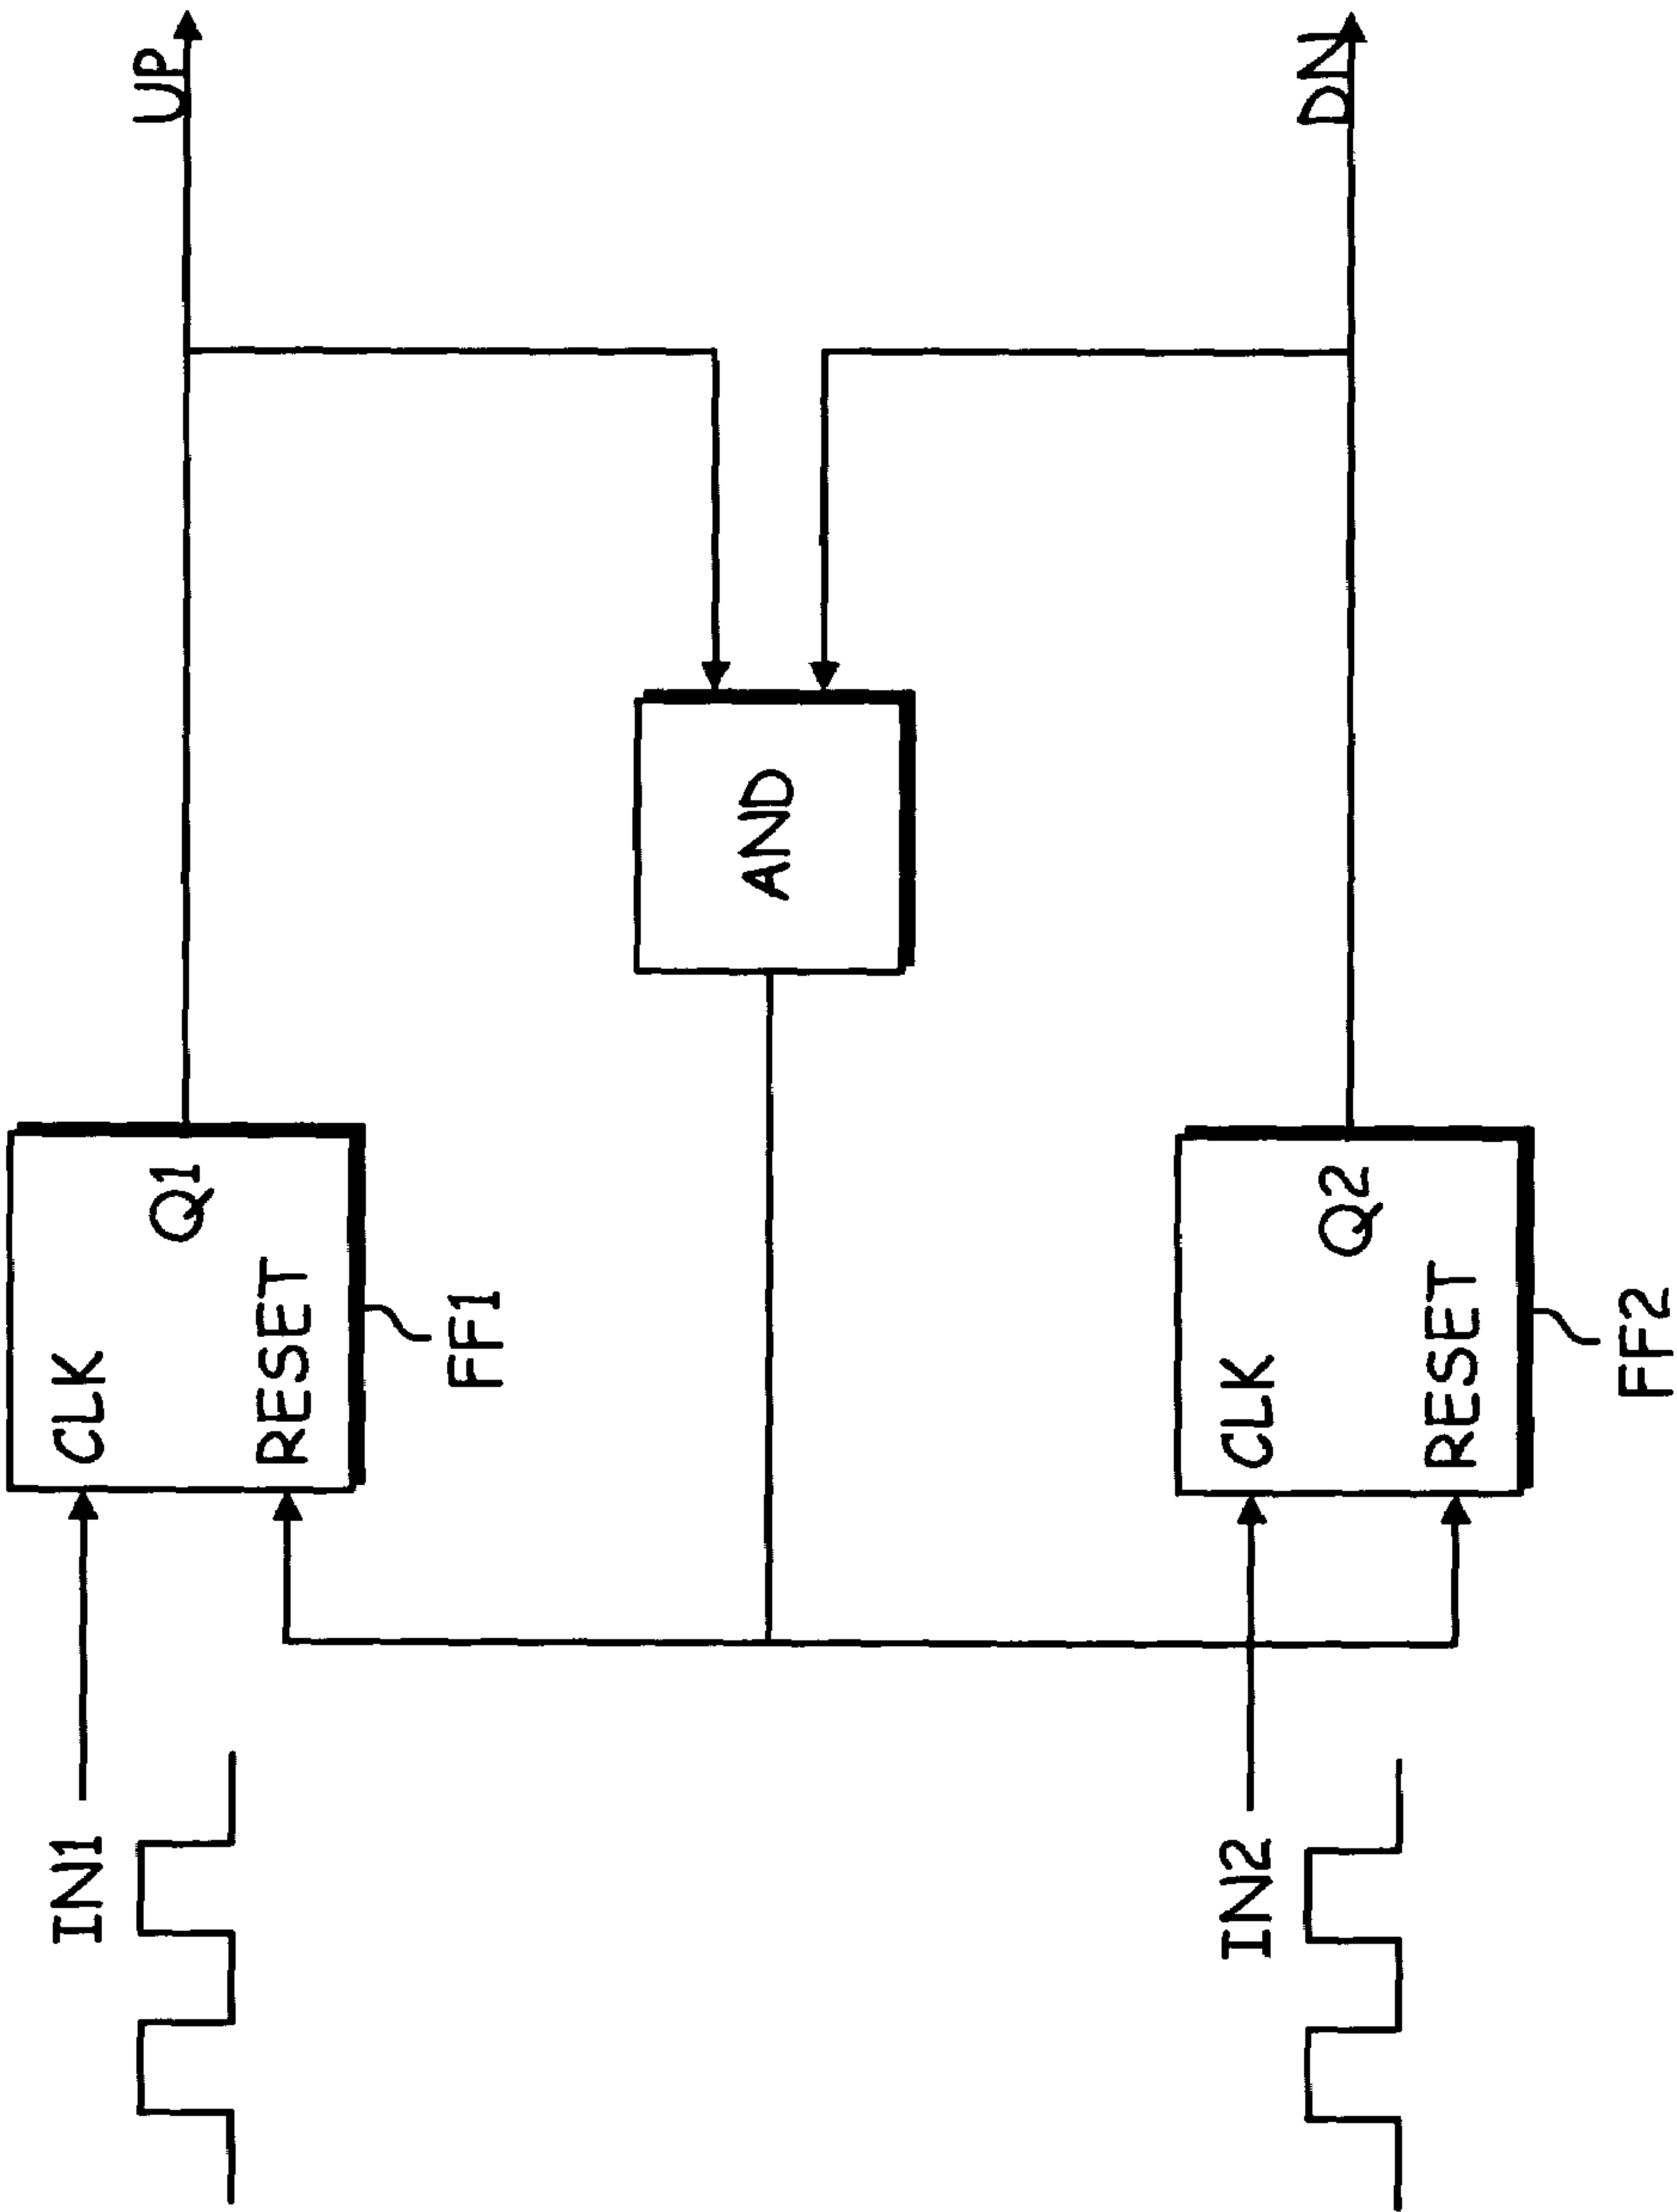 IN1
CLK
Q1
RESET
FF1
UP
AND
IN2
CLK
Q2
RESET
FF2
DN